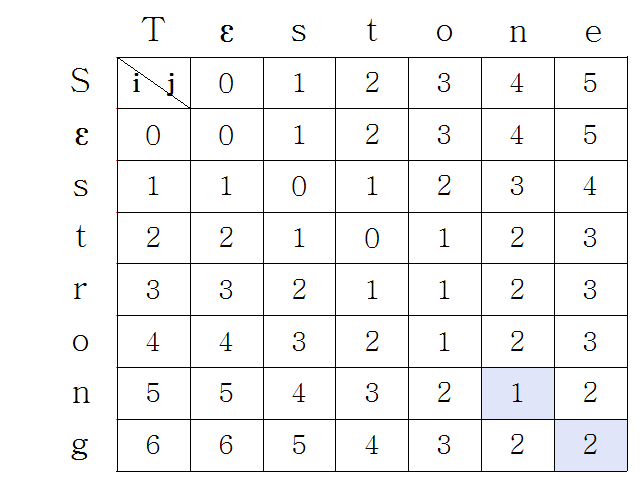 T ε s t o n e
S i j 0 1 2 3 4 5
ε 0 0 1 2 3 4 5
s 1 1 0 1 2 3 4
t 2 2 1 0 1 2 3
r 3 3 2 1 1 2 3
o 4 4 3 2 1 2 3
n 5 5 4 3 2 1 2
g 6 6 5 4 3 2 2